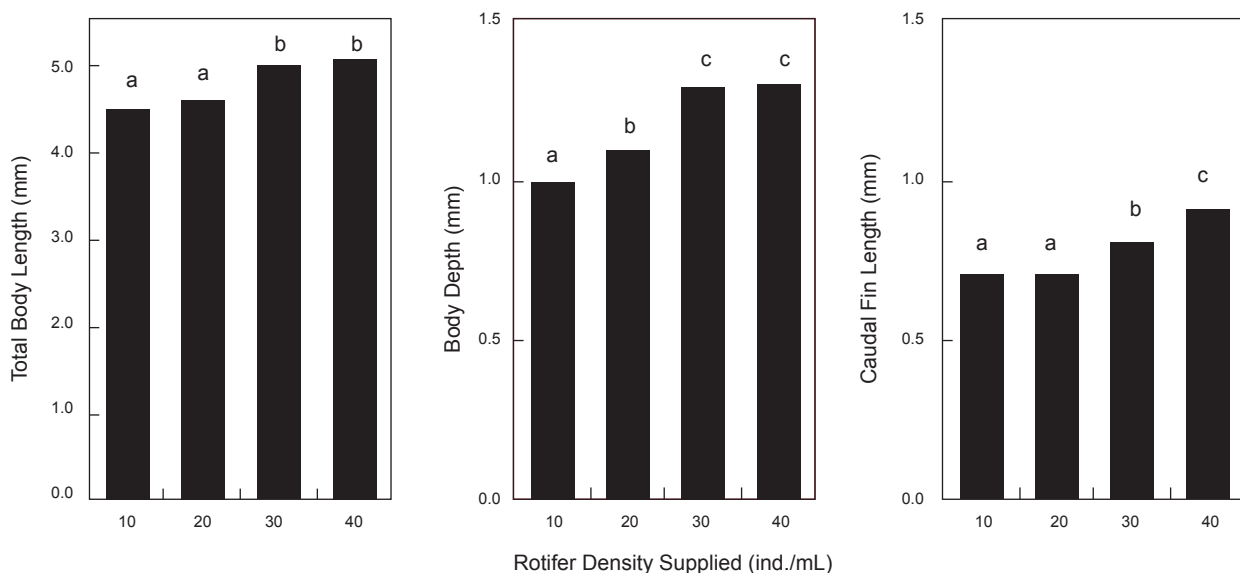 Total Body Length (mm)
5.0
4.0
3.0
2.0
1.0
0.0
a
a
b
b
10
20
30
40
Body Depth (mm)
1.5
1.0
0.5
0.0
a
b
c
c
10
20
30
40
Caudal Fin Length (mm)
1.5
1.0
0.5
0.0
a
a
b
c
10
20
30
40
Rotifer Density Supplied (ind./mL)